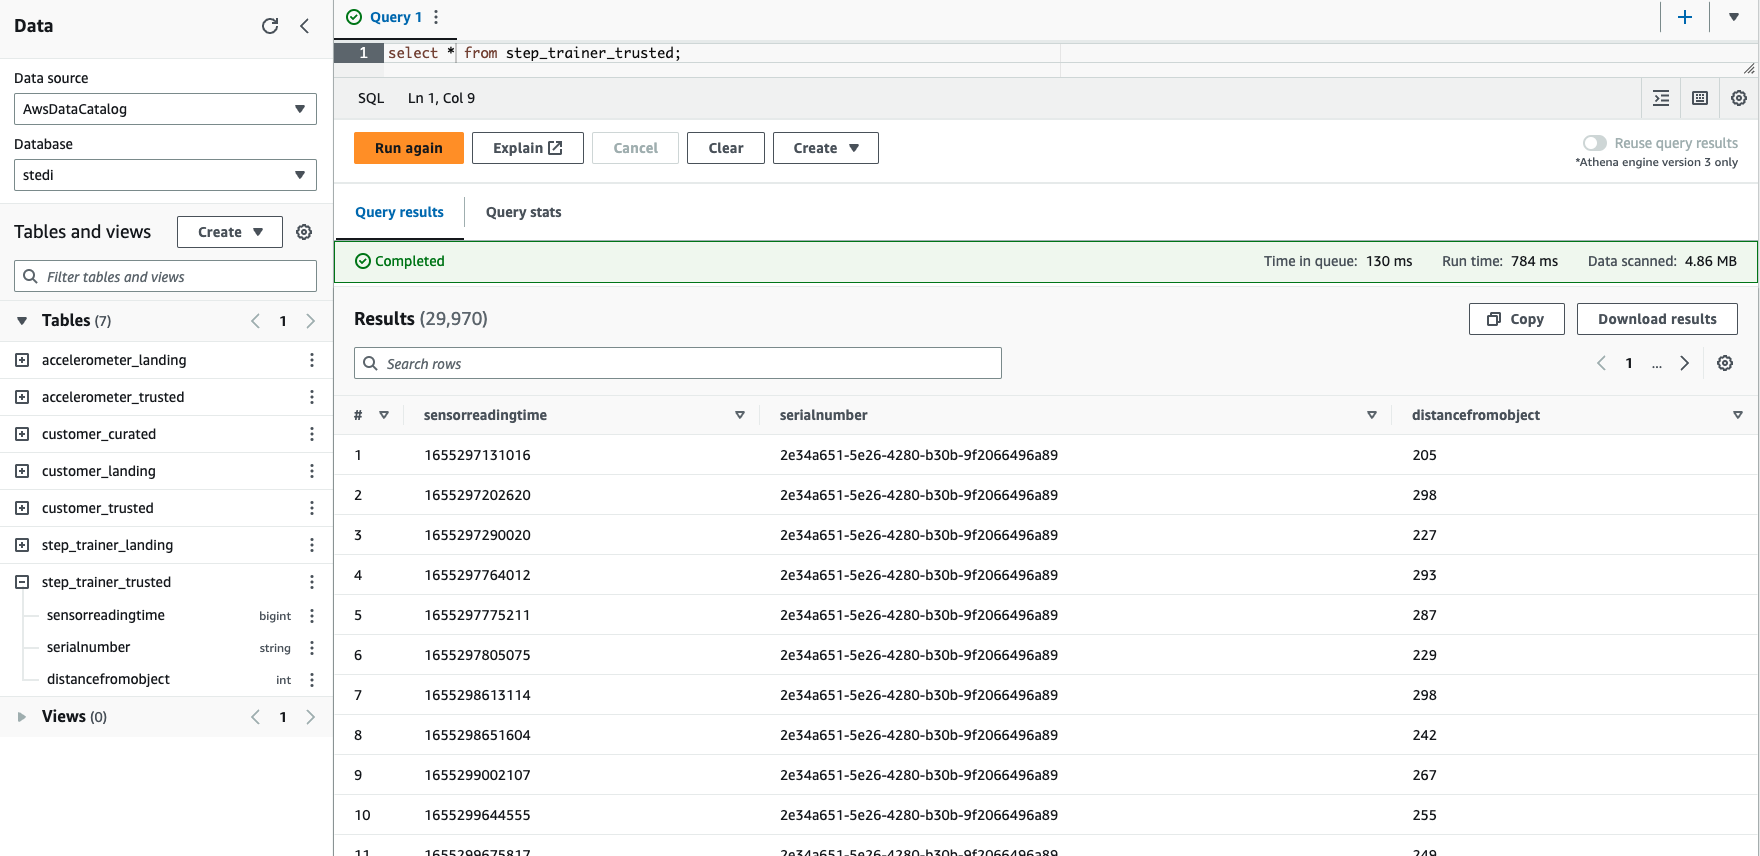 Data
Data source
AwsDataCatalog
Database
stedi
Tables and views
Create
Filter tables and views
Tables (7)
1
accelerometer_landing
accelerometer_trusted
customer_curated
customer_landing
customer_trusted
step_trainer_landing
step_trainer_trusted
sensorreadingtime bigint
serialnumber string
distancefromobject int
Views (0)
1
Query 1
1 select * from step_trainer_trusted;
SQL Ln 1, Col 9
Run again Explain Cancel Clear Create
Reuse query results
*Athena engine version 3 only
Query results Query stats
Completed Time in queue: 130 ms Run time: 784 ms Data scanned: 4.86 MB
Results (29,970)
Copy Download results
Search rows
1 ...
# sensorreadingtime serialnumber distancefromobject
1 1655297131016 2e34a651-5e26-4280-b30b-9f2066496a89 205
2 1655297202620 2e34a651-5e26-4280-b30b-9f2066496a89 298
3 1655297290020 2e34a651-5e26-4280-b30b-9f2066496a89 227
4 1655297764012 2e34a651-5e26-4280-b30b-9f2066496a89 293
5 1655297775211 2e34a651-5e26-4280-b30b-9f2066496a89 287
6 1655297805075 2e34a651-5e26-4280-b30b-9f2066496a89 229
7 1655298613114 2e34a651-5e26-4280-b30b-9f2066496a89 298
8 1655298651604 2e34a651-5e26-4280-b30b-9f2066496a89 242
9 1655299002107 2e34a651-5e26-4280-b30b-9f2066496a89 267
10 1655299644555 2e34a651-5e26-4280-b30b-9f2066496a89 255
11 1655299675817 2e34a651-5e26-4280-b30b-9f2066496a89 249